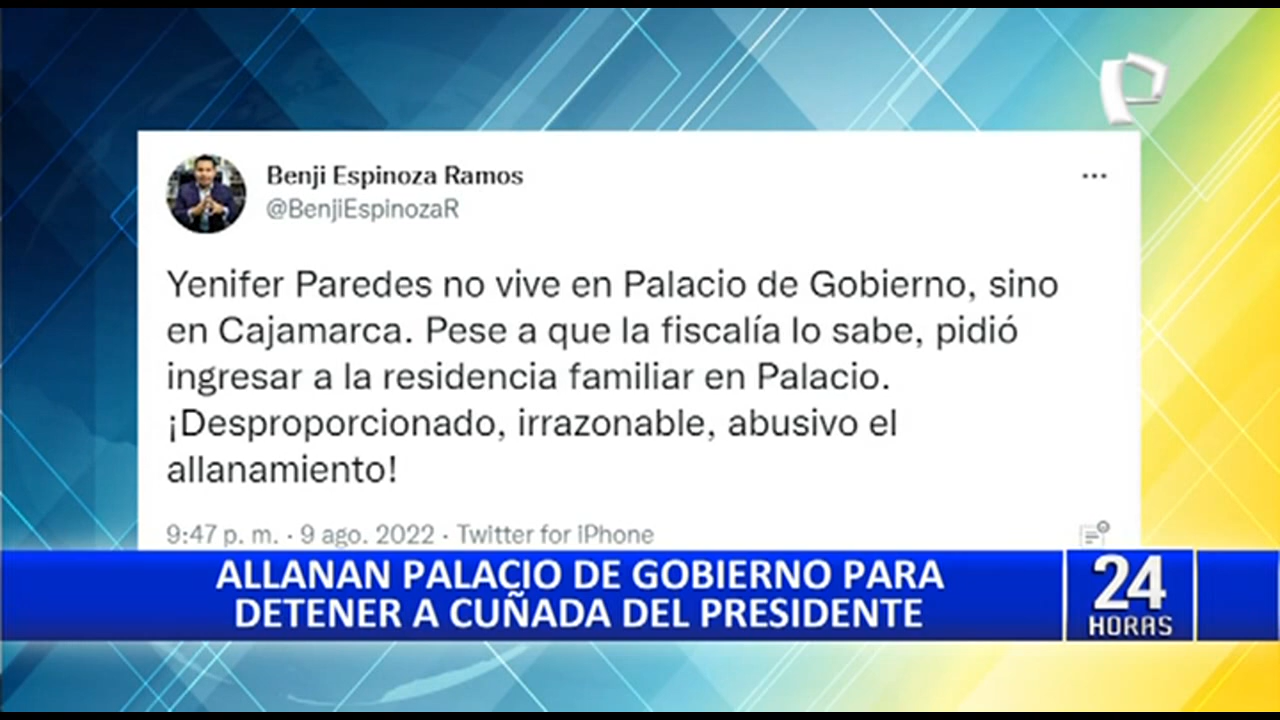 Benji Espinoza Ramos
@BenjiEspinozaR
Yenifer Paredes no vive en Palacio de Gobierno, sino
en Cajamarca. Pese a que la fiscalía lo sabe, pidió
ingresar a la residencia familiar en Palacio.
¡Desproporcionado, irrazonable, abusivo el
allanamiento!
9:47 p. m. · 9 ago. 2022 · Twitter for iPhone
ALLANAN PALACIO DE GOBIERNO PARA
DETENER A CUÑADA DEL PRESIDENTE
24
HORAS